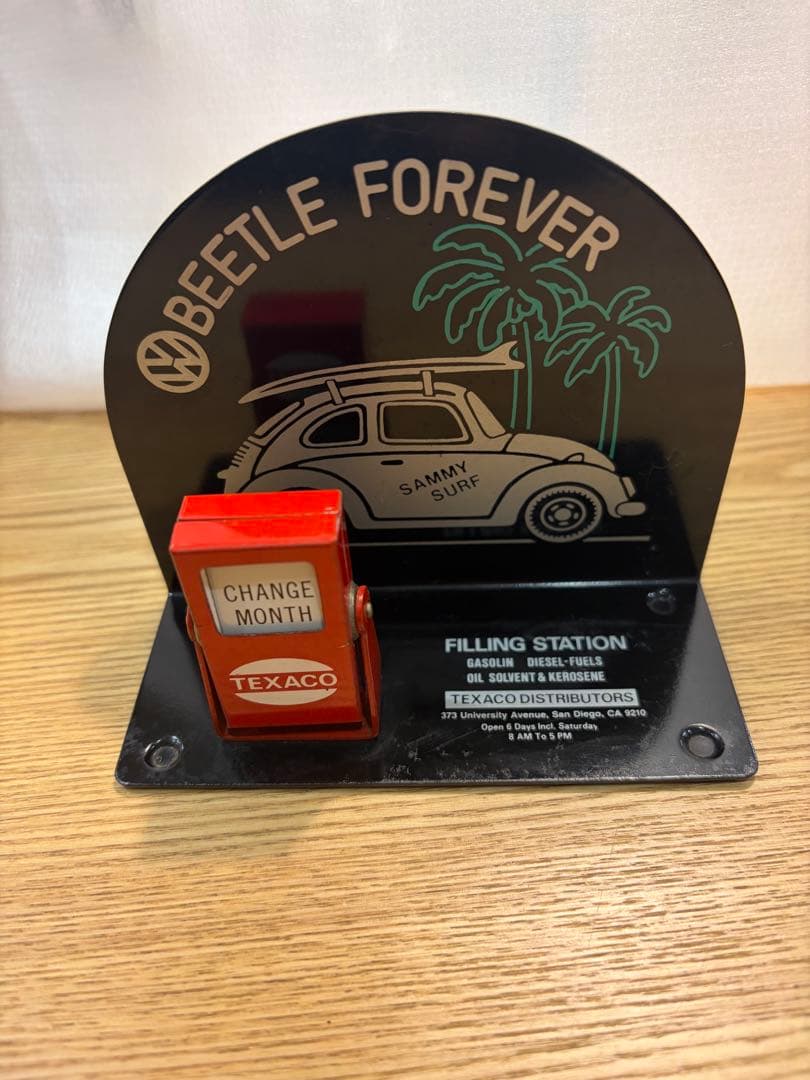 VW BEETLE FOREVER
SAMMY
SURF
CHANGE
MONTH
TEXACO
FILLING STATION
GASOLIN DIESEL-FUELS
OIL SOLVENT & KEROSENE
TEXACO DISTRIBUTORS
373 University Avenue, San Diego, CA 9210
Open 6 Days Incl. Saturday
8 AM To 5 PM